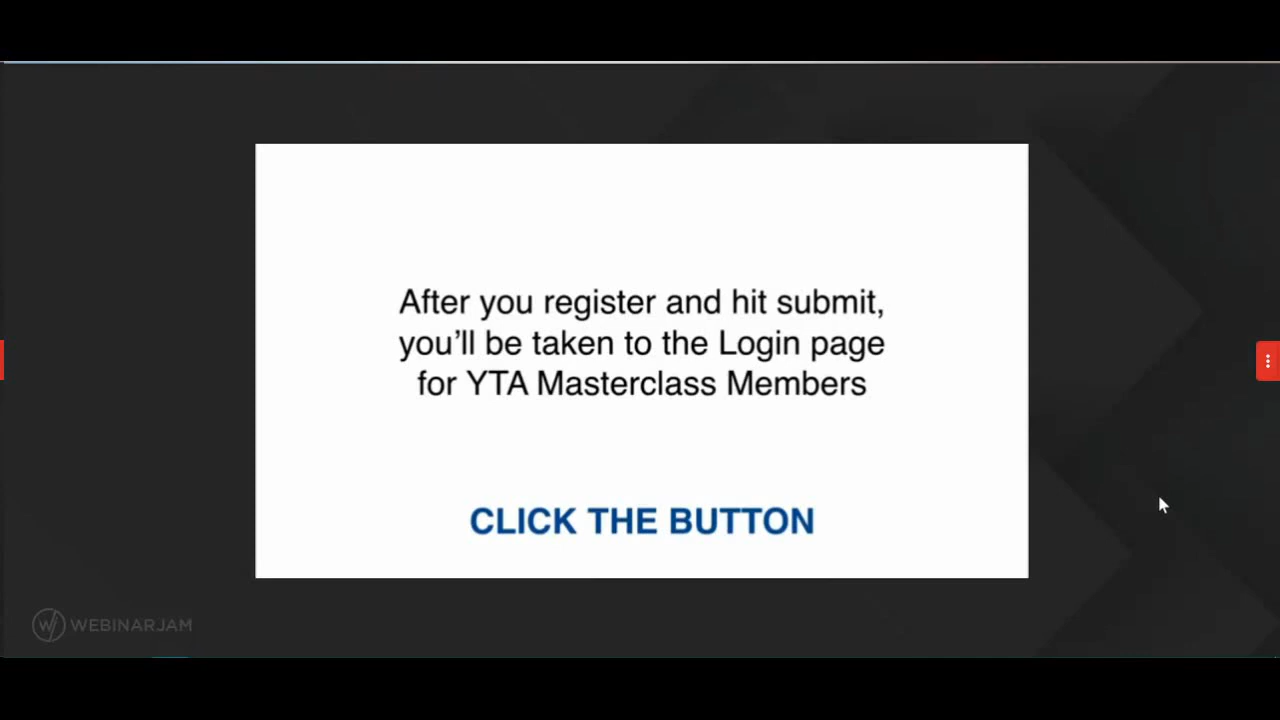 After you register and hit submit,
you'll be taken to the Login page
for YTA Masterclass Members
CLICK THE BUTTON
WEBINARJAM